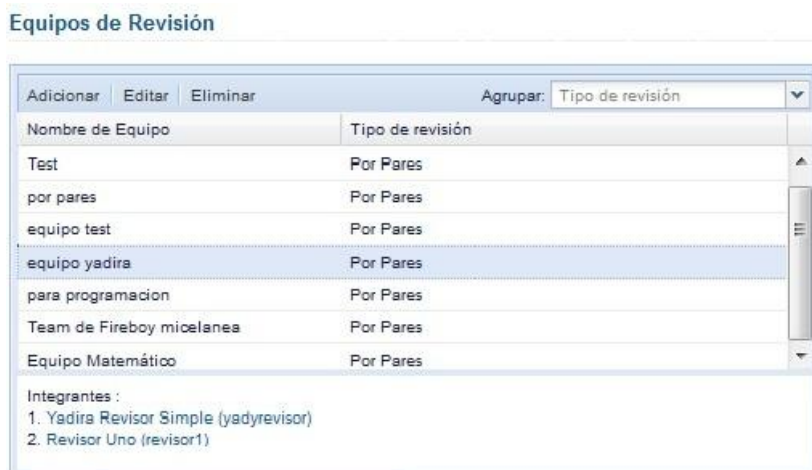 Equipos de Revisión
Adicionar Editar Eliminar Agrupar: Tipo de revisión
Nombre de Equipo Tipo de revisión
Test Por Pares
por pares Por Pares
equipo test Por Pares
equipo yadira Por Pares
para programacion Por Pares
Team de Fireboy micelanea Por Pares
Equipo Matemático Por Pares
Integrantes :
1. Yadira Revisor Simple (yadyrevisor)
2. Revisor Uno (revisor1)